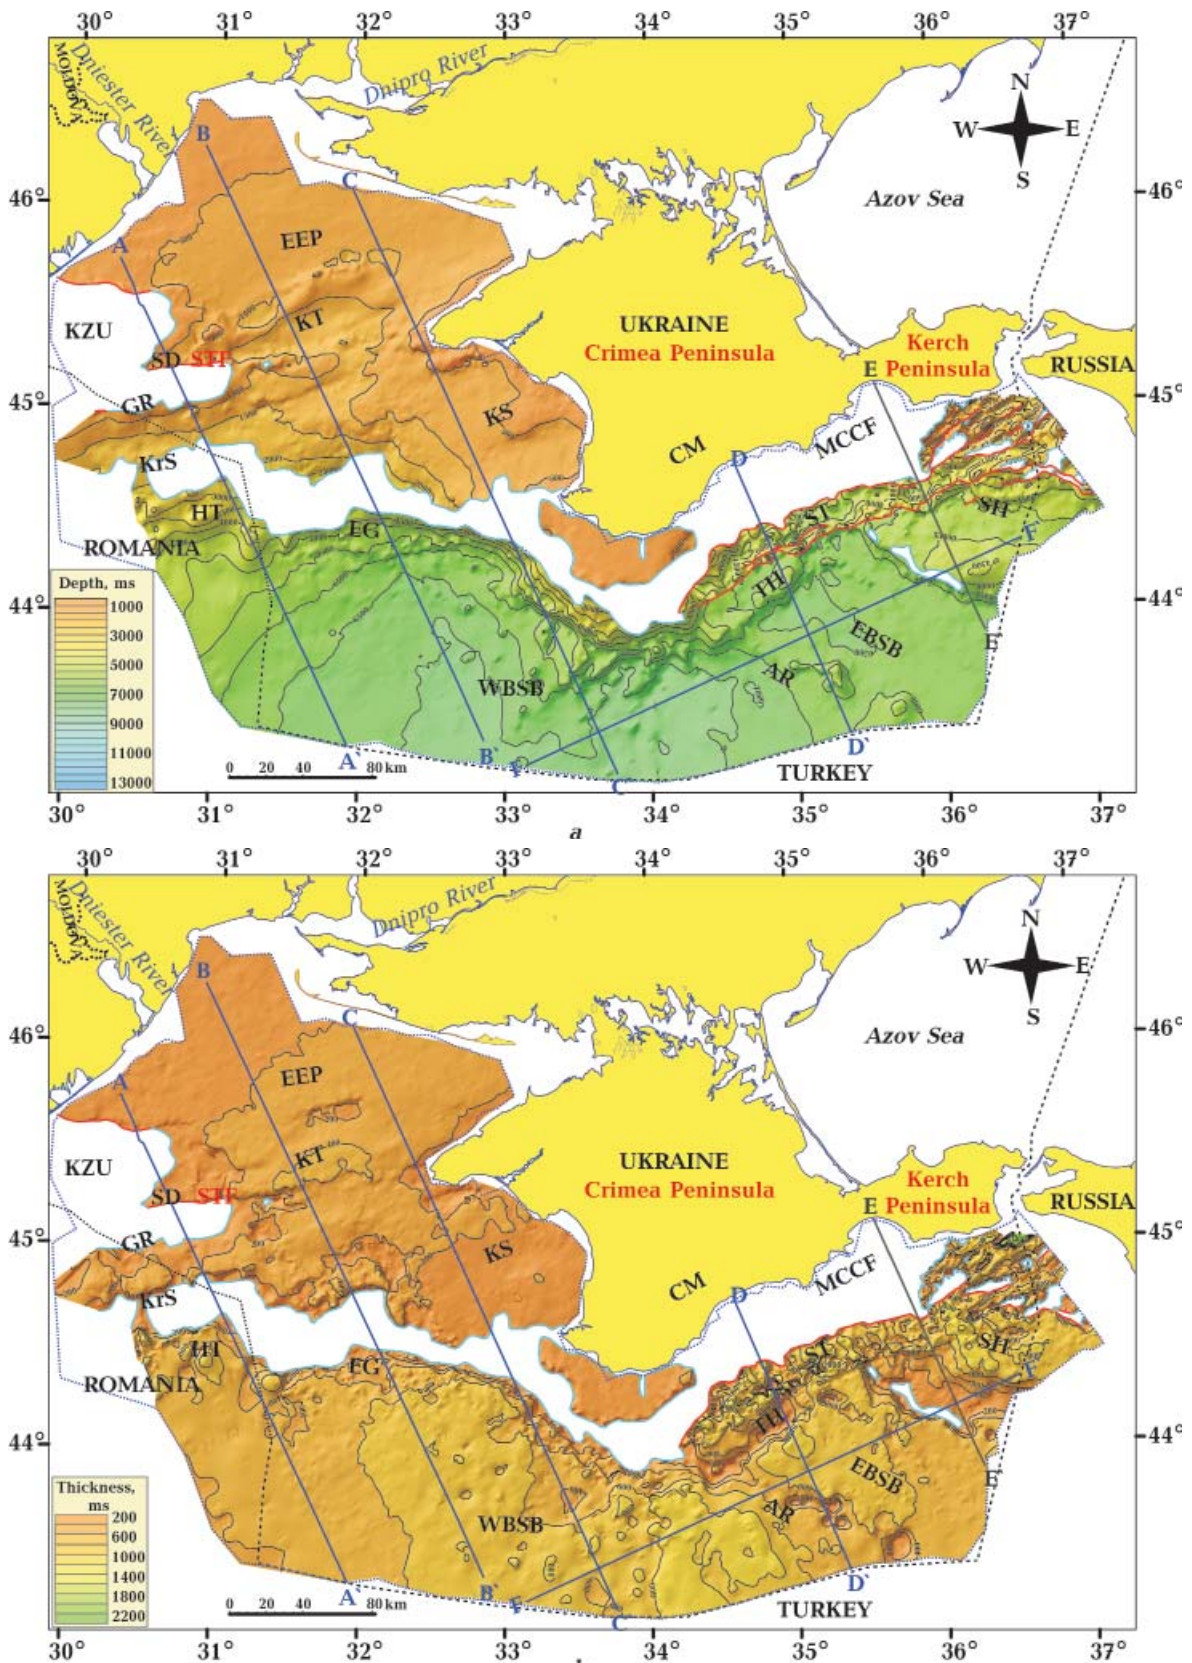 30° 31° 32° 33° 34° 35° 36° 37°
MOLDOVA
Dniester River
Dnipro River
N
W E
S
B
C
46° 46°
Azov Sea
A
EEP
KZU
KT
UKRAINE
Crimea Peninsula
Kerch
Peninsula
RUSSIA
SD STF
E
45° 45°
GR
KS
MCCF
CM
KrS
D
HT
ST
SH
ROMANIA
EG
F`
Depth, ms
1000
3000
5000
7000
9000
11000
13000
TH
44° 44°
EBSB
E`
AR
WBSB
A`
B`
F
D`
C`
0 20 40 80 km
TURKEY
30° 31° 32° 33° 34° 35° 36° 37°
a
30° 31° 32° 33° 34° 35° 36° 37°
MOLDOVA
Dniester River
Dnipro River
N
W E
S
B
C
46° 46°
Azov Sea
A
EEP
KZU
KT
UKRAINE
Crimea Peninsula
Kerch
Peninsula
RUSSIA
SD STF
E
45° 45°
GR
KS
MCCF
CM
KrS
D
HT
ST
SH
ROMANIA
EG
TH
44° 44°
EBSB
Thickness,
ms
200
600
1000
1400
1800
2200
AR
WBSB
A`
B`
F
D`
C`
0 20 40 80 km
TURKEY
30° 31° 32° 33° 34° 35° 36° 37°